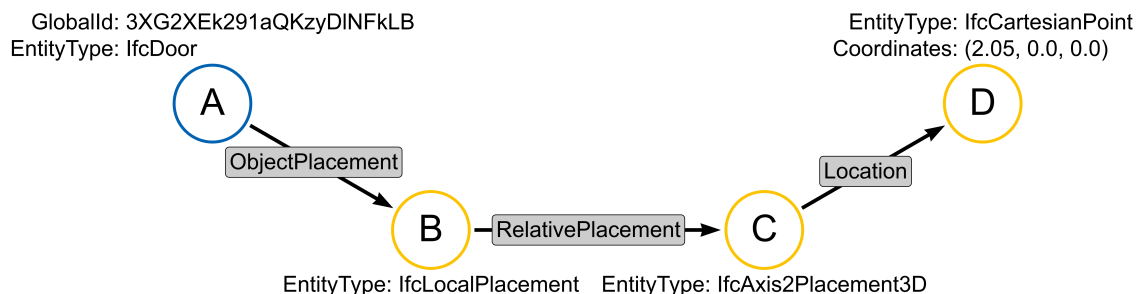 GlobalId: 3XG2XEk291aQKzyDlNFkLB
EntityType: IfcDoor
A
ObjectPlacement
B
EntityType: IfcLocalPlacement
RelativePlacement
C
EntityType: IfcAxis2Placement3D
Location
EntityType: IfcCartesianPoint
Coordinates: (2.05, 0.0, 0.0)
D